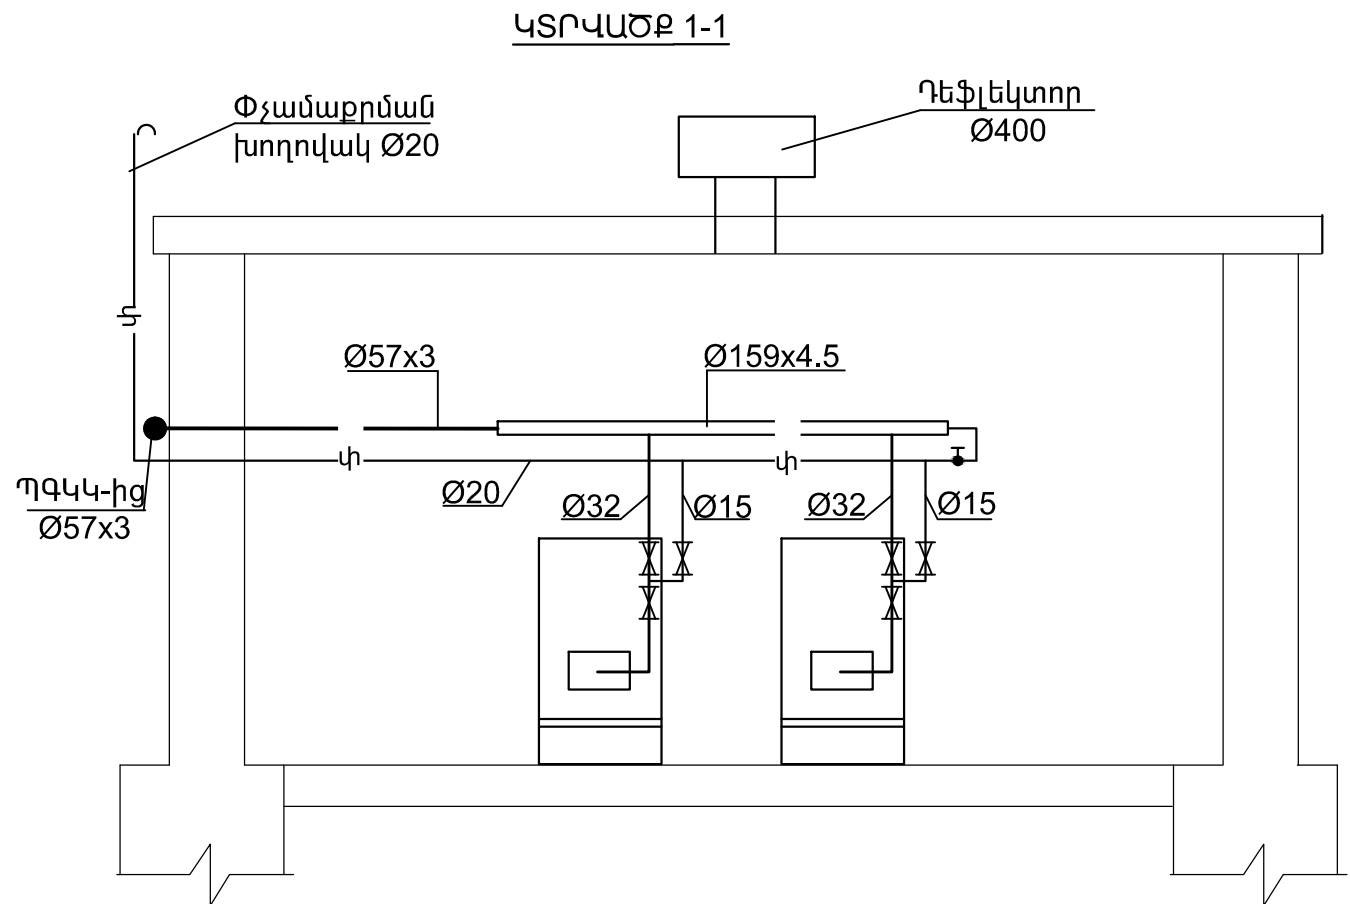 ԿՏՐՎԱԾՔ 1-1
Փչամաքրման
խողովակ Ø20
Դեֆլեկտոր
Ø400
փ
Ø57x3
Ø159x4.5
փ
փ
ՊԳԿԿ-ից
Ø57x3
Ø20
Ø32
Ø15
Ø32
Ø15